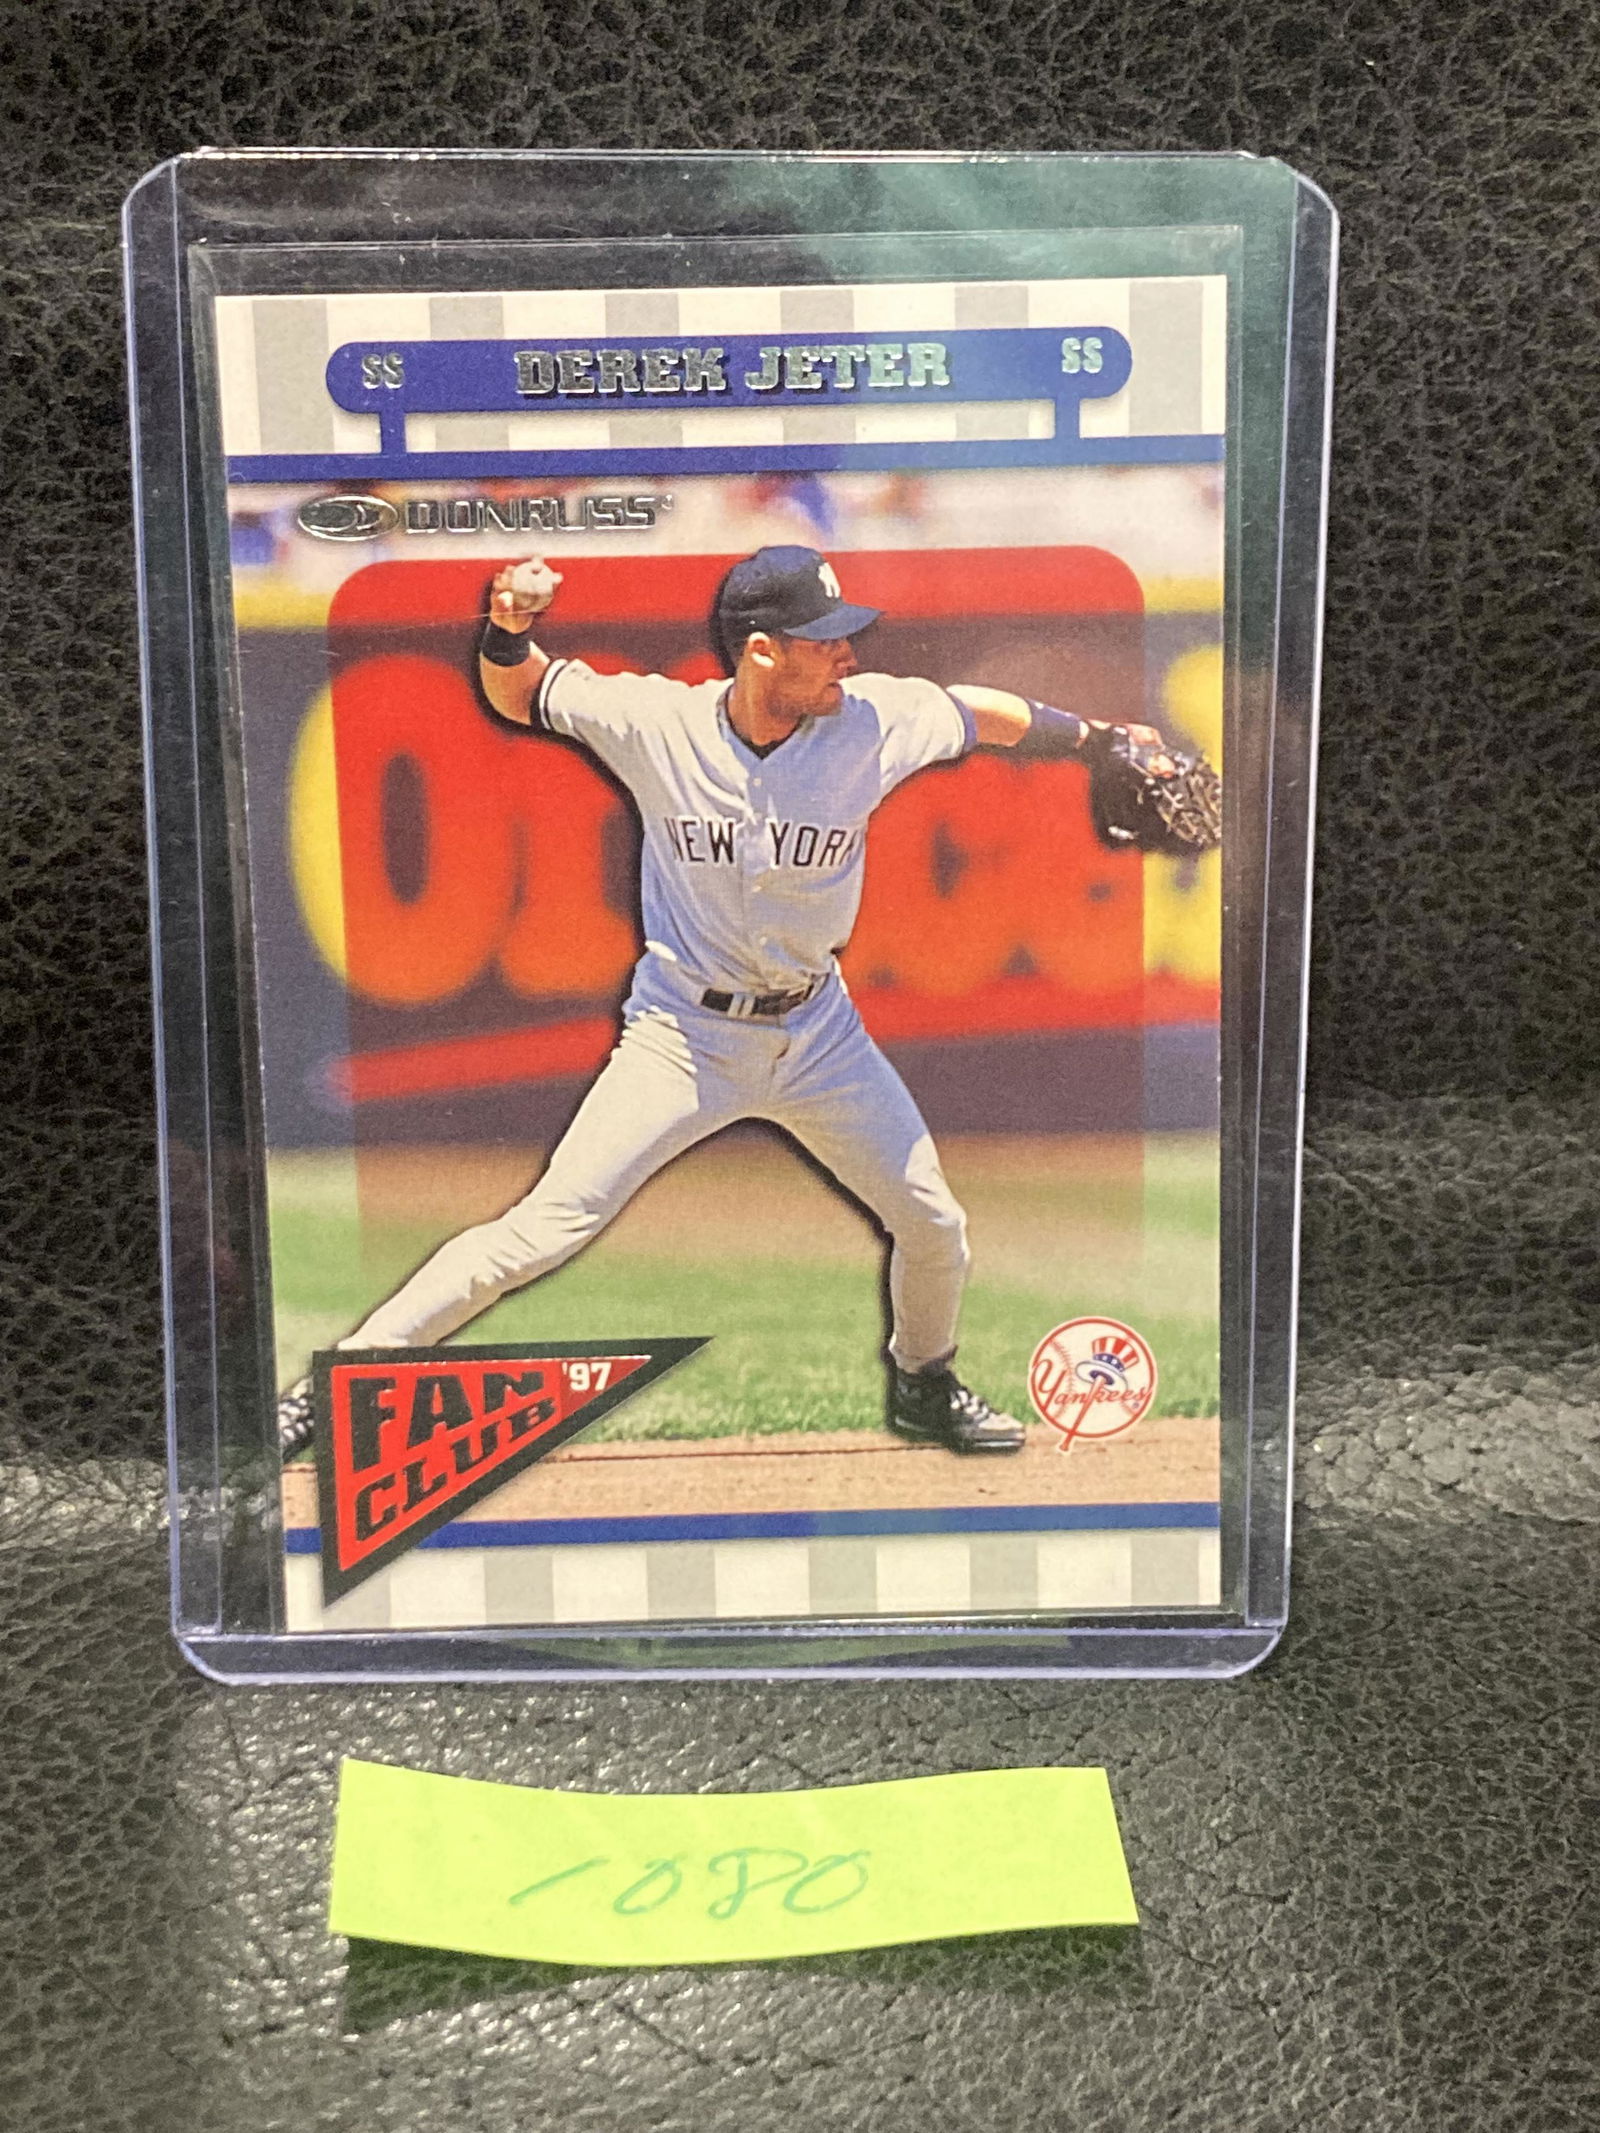 SS DEREK JETER SS
DONRUSS
NEW YORK
FAN '97
CLUB
Yankees
1080